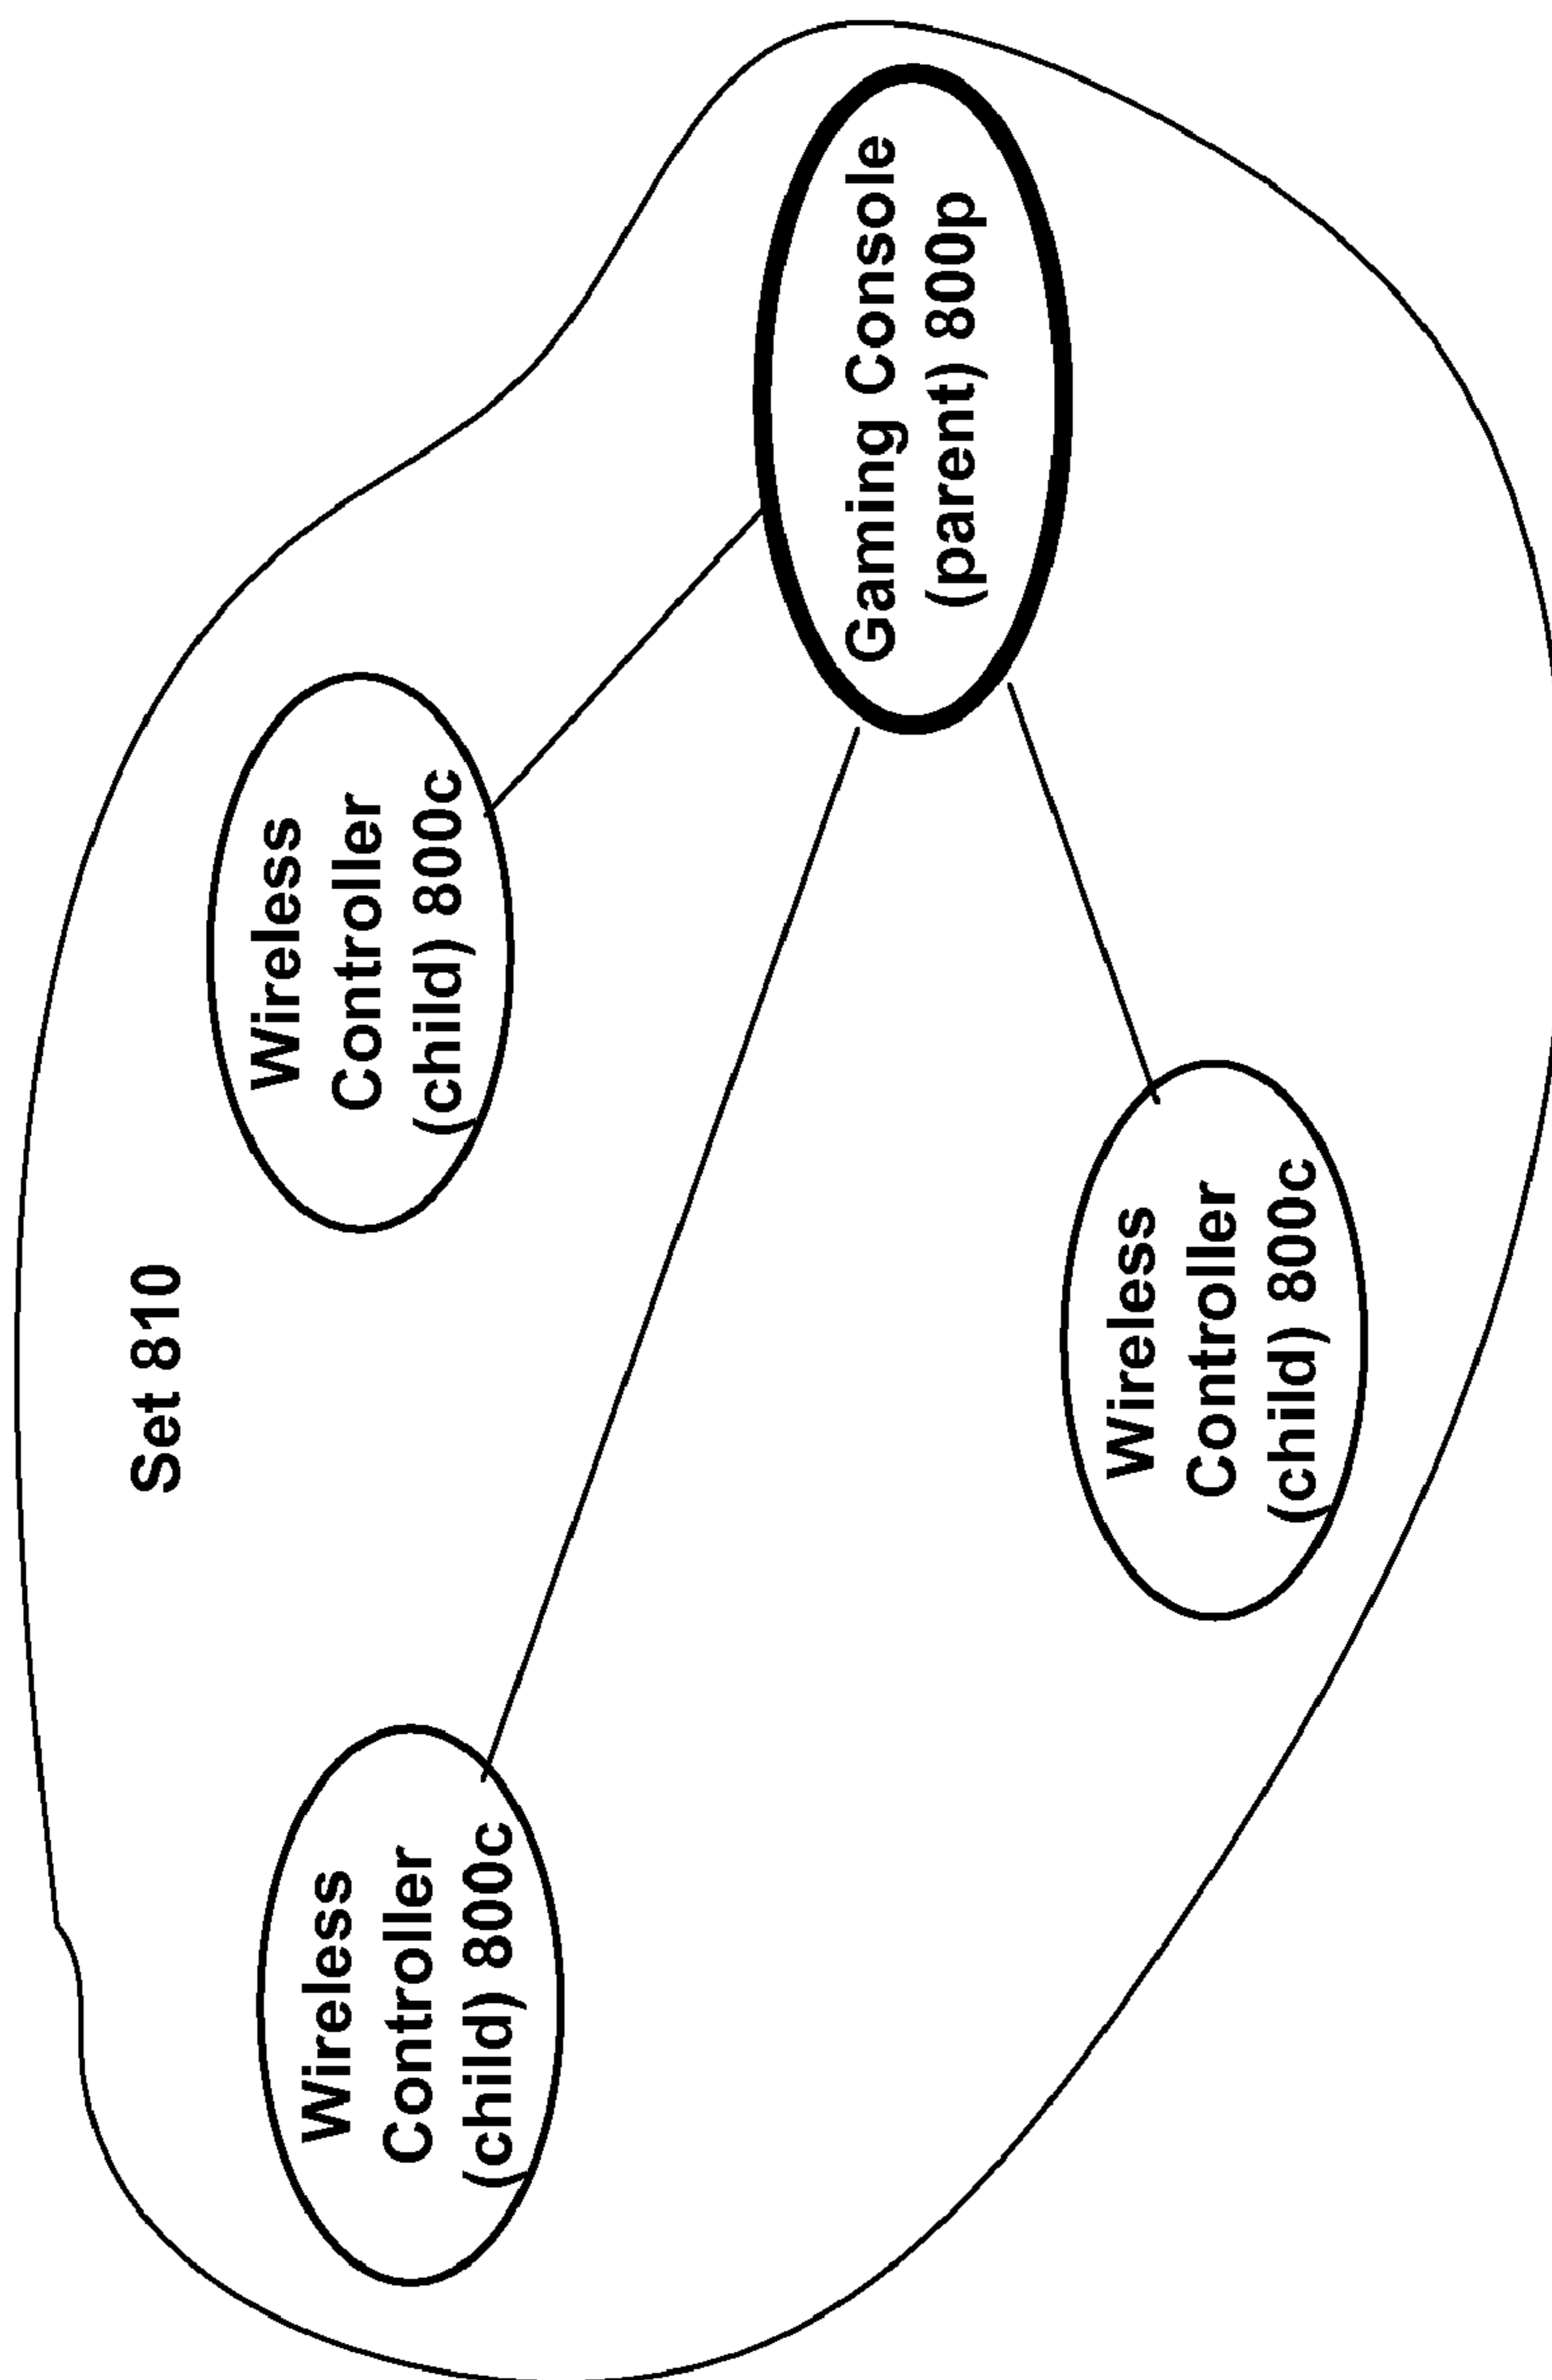 Set 810
Wireless
Controller
(child) 800c
Wireless
Controller
(child) 800c
Gaming Console
(parent) 800p
Wireless
Controller
(child) 800c